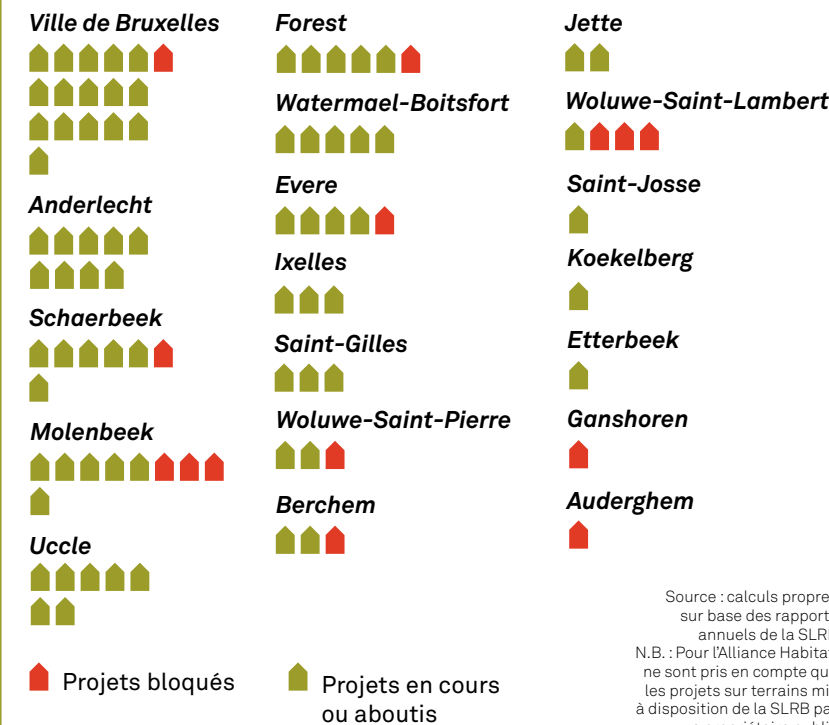 Ville de Bruxelles
Anderlecht
Schaerbeek
Molenbeek
Uccle
Forest
Watermael-Boitsfort
Evere
Ixelles
Saint-Gilles
Woluwe-Saint-Pierre
Berchem
Jette
Woluwe-Saint-Lambert
Saint-Josse
Koekelberg
Etterbeek
Ganshoren
Auderghem
Projets bloqués
Projets en cours
ou aboutis
Source : calculs propre
sur base des rapport
annuels de la SLR
N.B. : Pour l'Alliance Habita
ne sont pris en compte qu
les projets sur terrains mi
à disposition de la SLRB pa